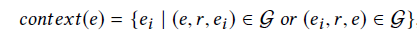 context(e) = {eᵢ | (e, r, eᵢ) ∈ 𝒢 or (eᵢ, r, e) ∈ 𝒢}